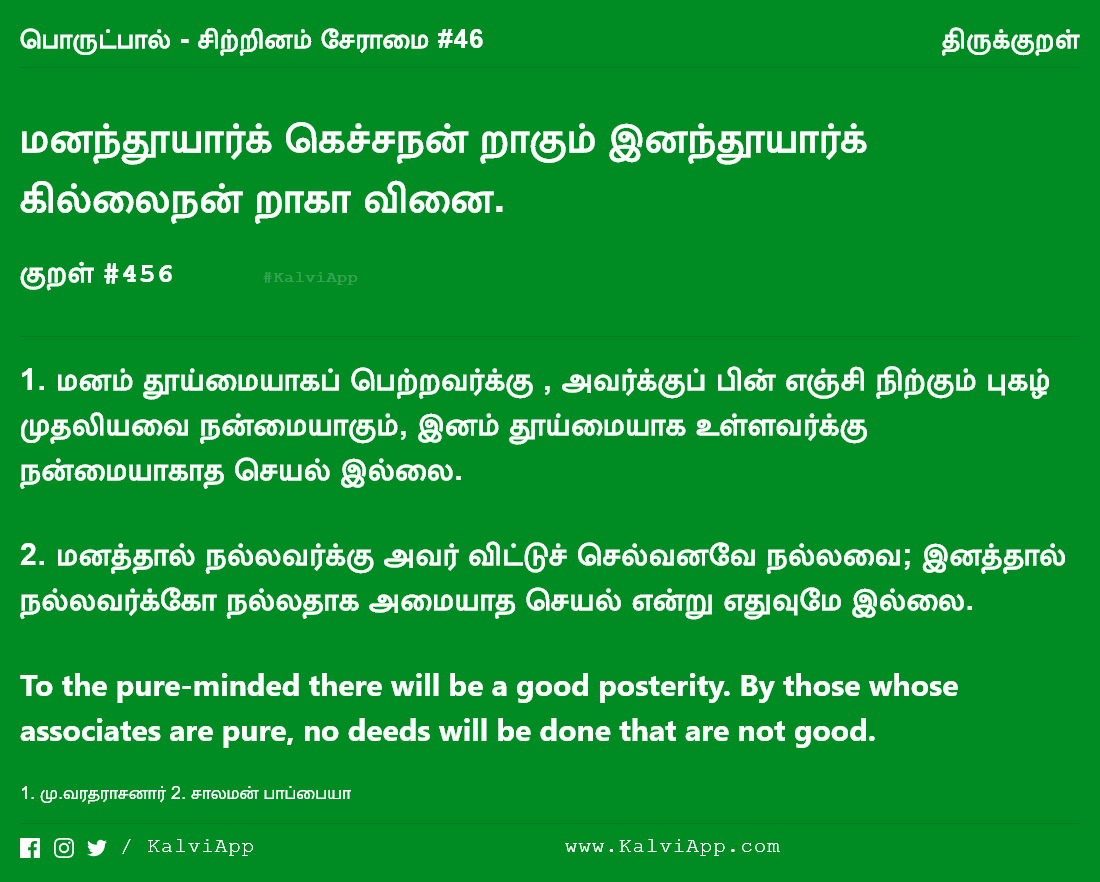 பொருட்பால் - சிற்றினம் சேராமை #46 திருக்குறள்
மனந்தூயார்க் கெச்சநன் றாகும் இனந்தூயார்க்
கில்லைநன் றாகா வினை.
குறள் #456 #KalviApp
1. மனம் தூய்மையாகப் பெற்றவர்க்கு , அவர்க்குப் பின் எஞ்சி நிற்கும் புகழ்
முதலியவை நன்மையாகும், இனம் தூய்மையாக உள்ளவர்க்கு
நன்மையாகாத செயல் இல்லை.
2. மனத்தால் நல்லவர்க்கு அவர் விட்டுச் செல்வனவே நல்லவை; இனத்தால்
நல்லவர்க்கோ நல்லதாக அமையாத செயல் என்று எதுவுமே இல்லை.
To the pure-minded there will be a good posterity. By those whose
associates are pure, no deeds will be done that are not good.
1. மு.வரதராசனார் 2. சாலமன் பாப்பையா
/ KalviApp www.KalviApp.com